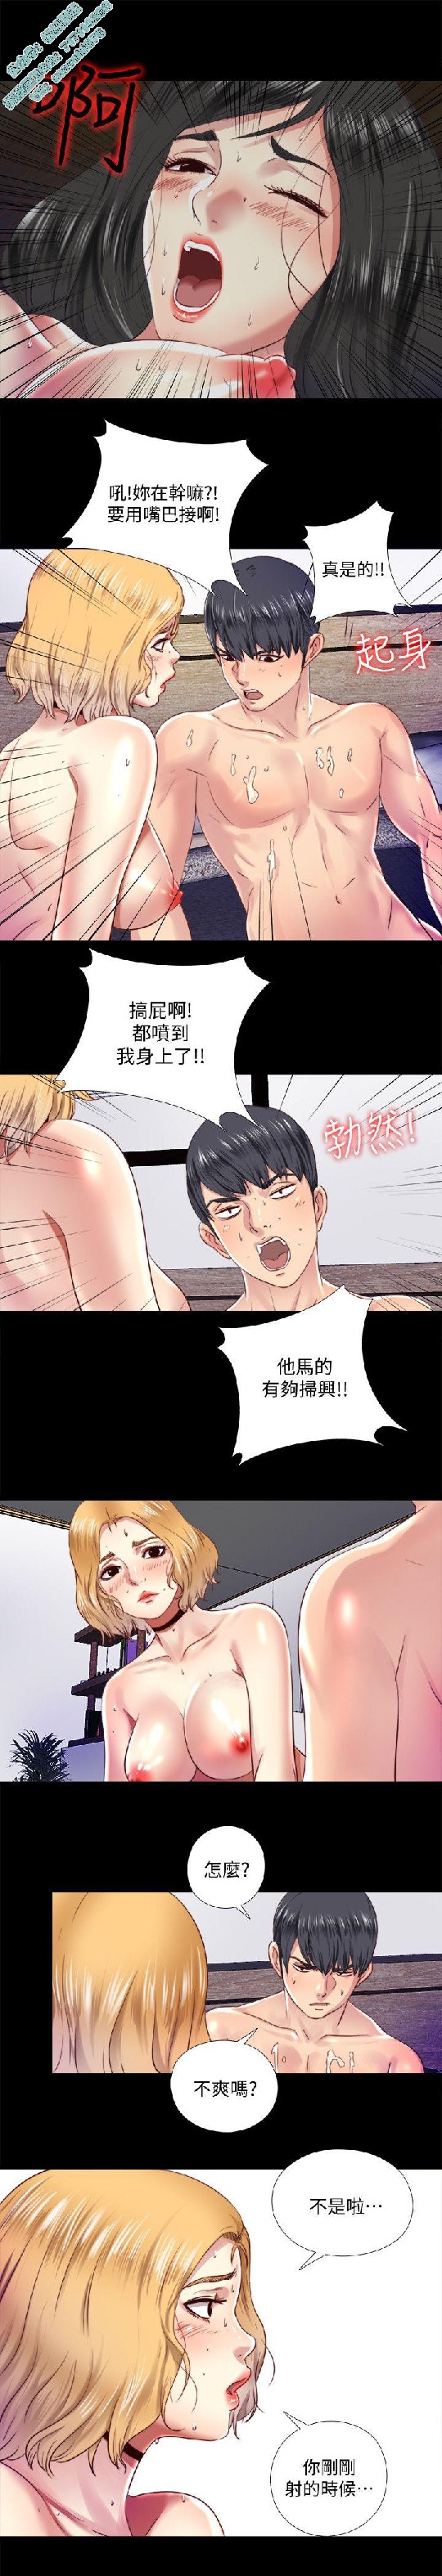 啊
吼!妳在幹嘛?!
要用嘴巴接啊!
真是的!!
起身
搞屁啊!
都噴到
我身上了!!
勃然!
他馬的
有夠掃興!!
怎麼?
不爽嗎?
不是啦…
你剛剛
射的時候…